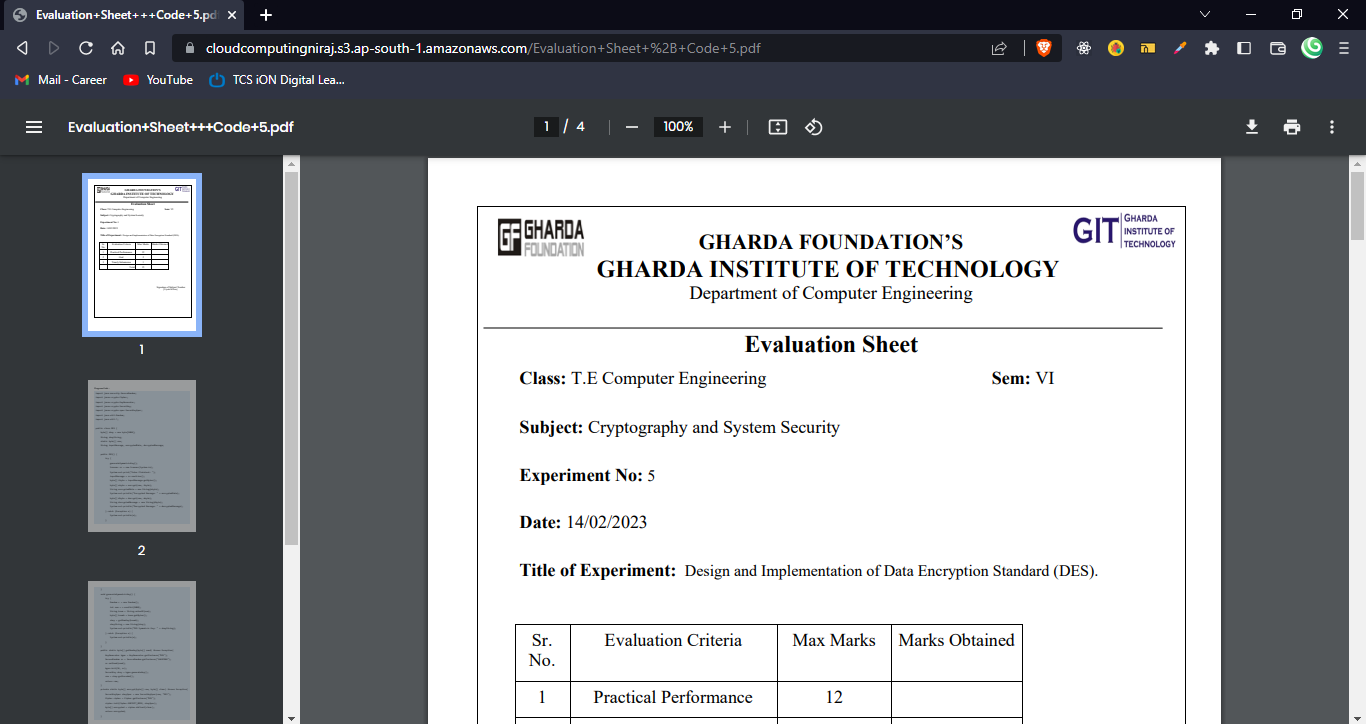 Evaluation+Sheet+++Code+5.pd
cloudcomputingniraj.s3.ap-south-1.amazonaws.com/Evaluation+Sheet+%2B+Code+5.pdf
Mail - Career
YouTube
TCS iON Digital Lea...
Evaluation+Sheet+++Code+5.pdf
1 / 4
100%
1
2
GF GHARDA
FOUNDATION
GIT GHARDA
INSTITUTE OF
TECHNOLOGY
GHARDA FOUNDATION’S
GHARDA INSTITUTE OF TECHNOLOGY
Department of Computer Engineering
Evaluation Sheet
Class: T.E Computer Engineering Sem: VI
Subject: Cryptography and System Security
Experiment No: 5
Date: 14/02/2023
Title of Experiment: Design and Implementation of Data Encryption Standard (DES).
Sr. No. Evaluation Criteria Max Marks Marks Obtained
1 Practical Performance 12